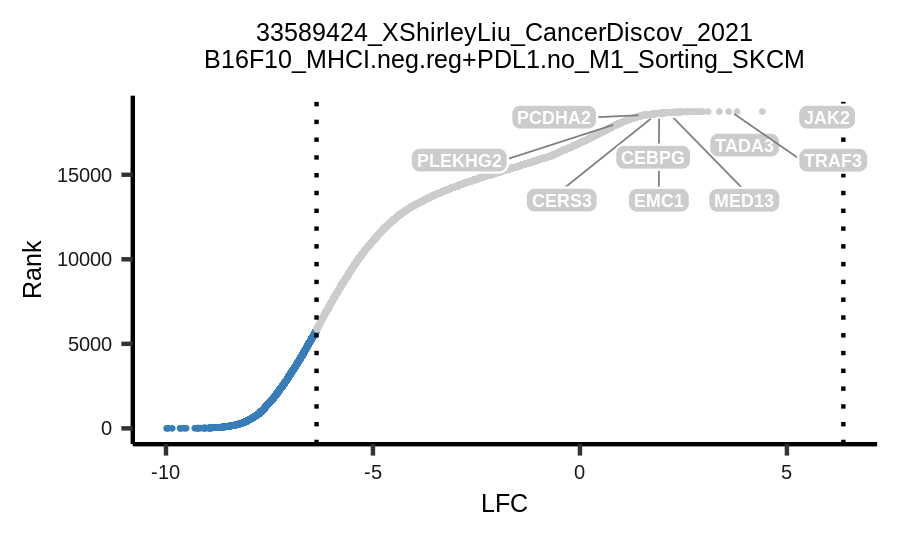 33589424_XShirleyLiu_CancerDiscov_2021
B16F10_MHCI.neg.reg+PDL1.no_M1_Sorting_SKCM
PCDHA2
JAK2
TADA3
PLEKHG2
CEBPG
TRAF3
CERS3
EMC1
MED13
15000
10000
5000
0
Rank
-10
-5
0
5
LFC